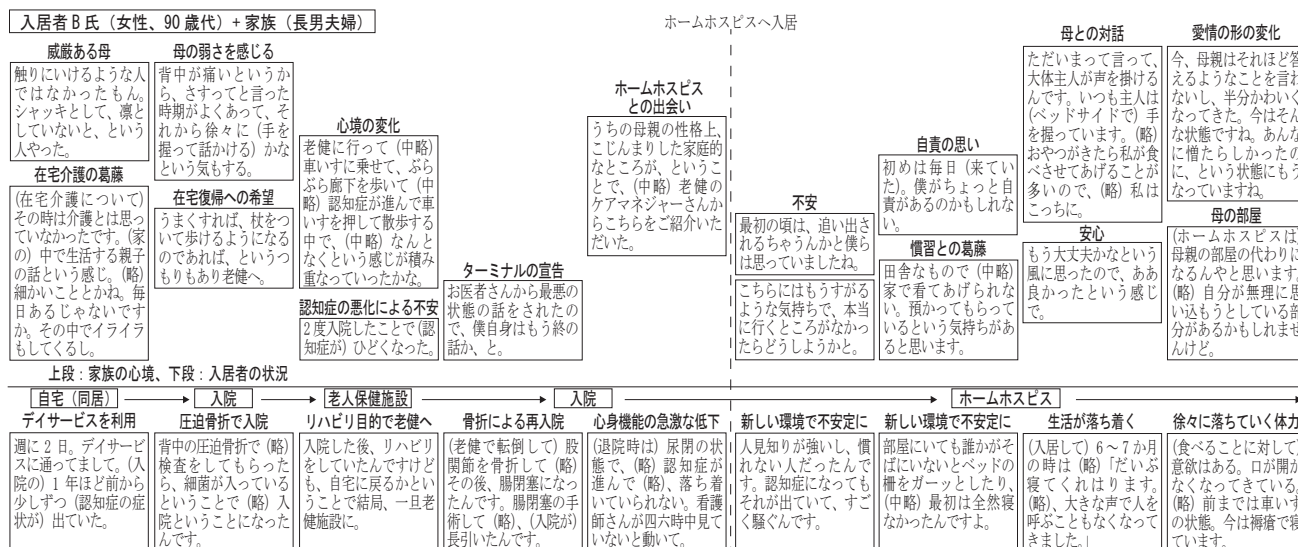 入居者B氏（女性、90歳代）+家族（長男夫婦）
ホームホスピスへ入居
威厳ある母
触りにいけるような人
ではなかったもん。
シャッキとして、凛と
していないと、という
人やった。
在宅介護の葛藤
(在宅介護について)
その時は介護とは思っ
ていなかったです。(家
の）中で生活する親子
の話という感じ。(略)
細かいこととかね。毎
日あるじゃないです
か。その中でイライラ
もしてくるし。
母の弱さを感じる
背中が痛いというか
ら、さすってと言った
時期がよくあって、そ
れから徐々に（手を
握って話かける）かな
という気もする。
在宅復帰への希望
うまくすれば、杖をつ
いて歩けるようになる
のであれば、というつ
もりもあり老健へ。
心境の変化
老健に行って（中略）
車いすに乗せて、ぶら
ぶら廊下を歩いて（中
略）認知症が進んで車
いすを押して散歩する
中で、(中略）なんと
なくという感じが積み
重なっていったかな。
認知症の悪化による不安
2度入院したことで(認
知症が）ひどくなった。
ターミナルの宣告
お医者さんから最悪の
状態の話をされたの
で、僕自身はもう終の
話か、と。
ホームホスピス
との出会い
うちの母親の性格上、
こじんまりした家庭的
なところが、というこ
とで、(中略）老健の
ケアマネジャーさんか
らこちらをご紹介いた
だいた。
不安
最初の頃は、追い出さ
れるちゃうんかと僕ら
は思っていましたね。
こちらにはもうすがる
ような気持ちで、本当
に行くところがなかっ
たらどうしようかと。
自責の思い
初めは毎日（来てい
た)。僕がちょっと自
責があるのかもしれな
い。
慣習との葛藤
田舎なもので（中略）
家で看てあげられな
い。預かってもらって
いるという気持ちがあ
ると思います。
母との対話
ただいまって言って、
大体主人が声を掛ける
んです。いつも主人は
(ベッドサイドで）手
を握っています。(略)
おやつがきたら私が食
べさせてあげることが
多いので、(略）私は
こっちに。
安心
もう大丈夫かなという
風に思ったので、ああ
良かったという感じ
で。
愛情の形の変化
今、母親はそれほど答
えるようなことを言わ
ないし、半分かわいく
なってきた。今はそん
な状態ですね。あんな
に憎たらしかったの
に、という状態にもう
なっていますね。
母の部屋
(ホームホスピスは)
母親の部屋の代わりに
なるんやと思います。
(略）自分が無理に思
い込もうとしている部
分があるかもしれませ
んけど。
上段：家族の心境、下段：入居者の状況
自宅（同居）
入院
老人保健施設
入院
ホームホスピス
デイサービスを利用
週に2日。デイサービ
スに通ってまして。(入
院の）1年ほど前から
少しずつ（認知症の症
状が）出ていた。
圧迫骨折で入院
背中の圧迫骨折で（略）
検査をしてもらった
ら、細菌が入っている
ということで（略）入
院ということになった
んです。
リハビリ目的で老健へ
入院した後、リハビリ
をしていたんですけど
も、自宅に戻るかとい
うことで結局、一旦老
健施設に。
骨折による再入院
(老健で転倒して）股
関節を骨折して（略）
その後、腸閉塞になっ
たんです。腸閉塞の手
術して（略)、(入院が)
長引いたんです。
心身機能の急激な低下
(退院時は）尿閉の状
態で、(略）認知症が
進んで（略)、落ち着
いていられない。看護
師さんが四六時中見て
いないと動いて。
新しい環境で不安定に
人見知りが強いし、慣
れない人だったんで
す。認知症になっても
それが出ていて、すご
く騒ぐんです。
新しい環境で不安定に
部屋にいても誰かがそ
ばにいないとベッドの
柵をガーッとしたり、
(中略）最初は全然寝
なかったんですよ。
生活が落ち着く
(入居して）6～7か月
の時は（略）「だいぶ
寝てくれはります。
(略)、大きな声で人を
呼ぶこともなくなって
きました。」
徐々に落ちていく体力
(食べることに対して)
意欲はある。口が開か
なくなってきている。
(略）前までは車いす
の状態。今は褥瘡で寝
ています。